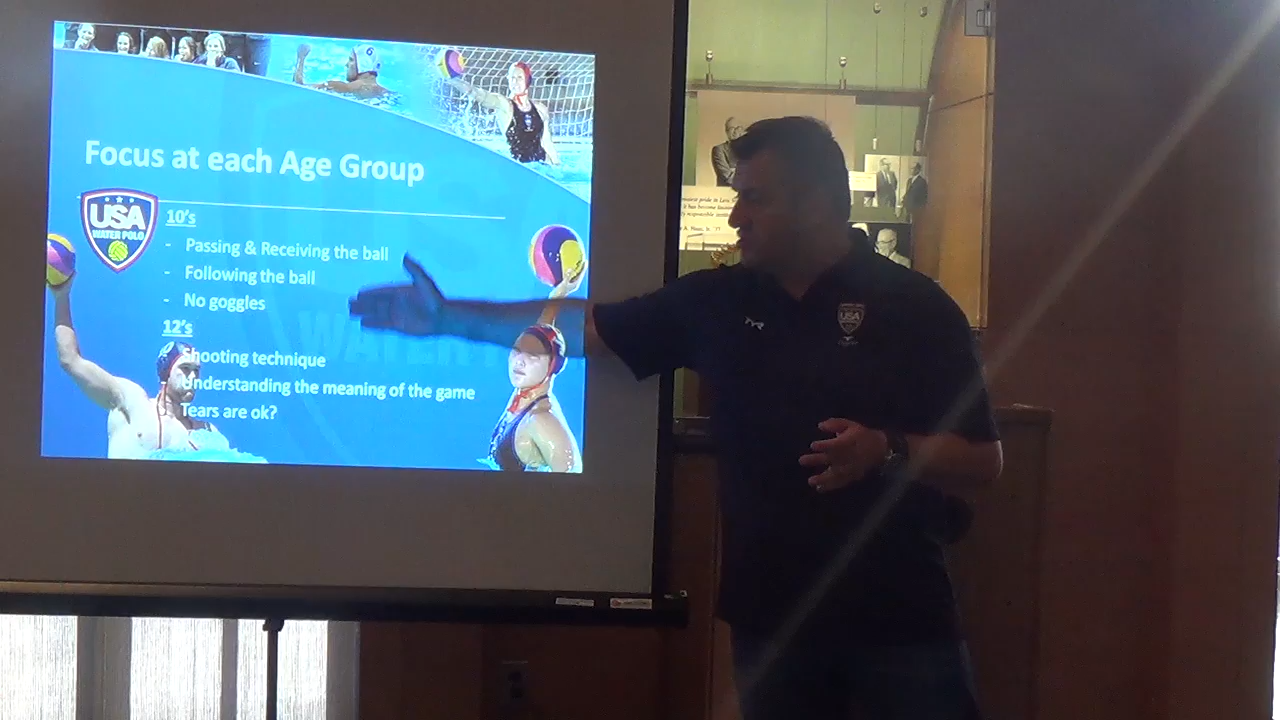 Focus at each Age Group
USA
WATER POLO
10's
- Passing & Receiving the ball
- Following the ball
- No goggles
12's
Shooting technique
Understanding the meaning of the game
Tears are ok?
USA